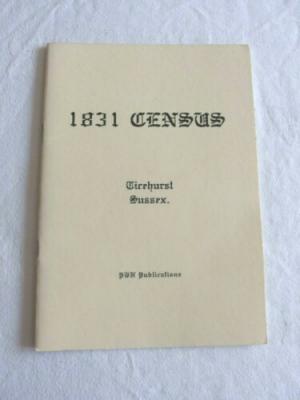 1831 CENSUS
Ticehurst
Sussex.
PBN Publications